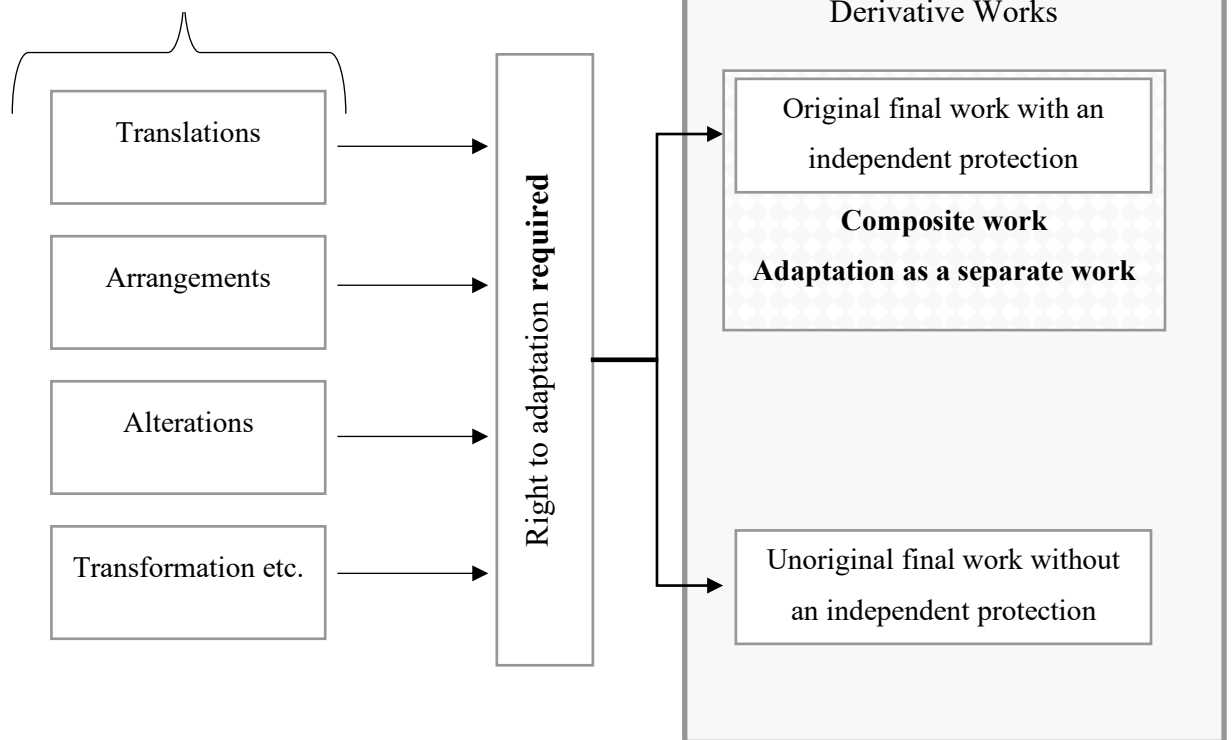 Derivative Works
Translations
Arrangements
Alterations
Transformation etc.
Right to adaptation required
Original final work with an
independent protection
Composite work
Adaptation as a separate work
Unoriginal final work without
an independent protection